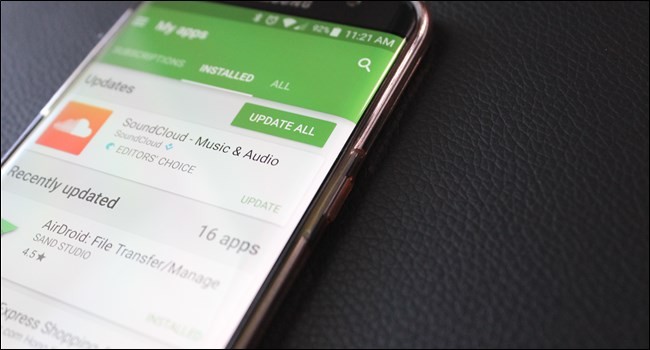 SAMSUNG
92% 11:21 AM
My apps
SUBSCRIPTIONS INSTALLED ALL
Updates
UPDATE ALL
SoundCloud - Music & Audio
SoundCloud
EDITORS' CHOICE
UPDATE
Recently updated
16 apps
AirDroid: File Transfer/Manage
SAND STUDIO
4.5★
INSTALLED
Express Shopping